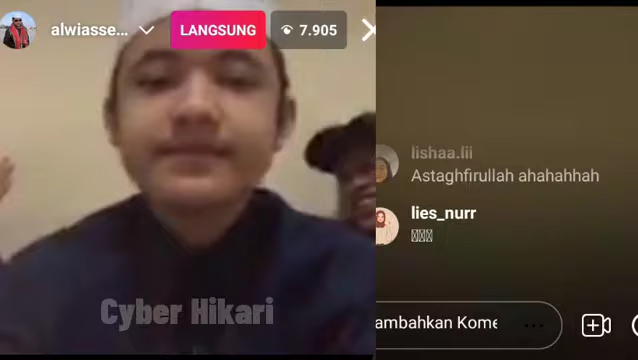 alwiasse...
LANGSUNG
7.905
lishaa.lii
Astaghfirullah ahahahhah
lies_nurr
Cyber Hikari
ambahkan Kome